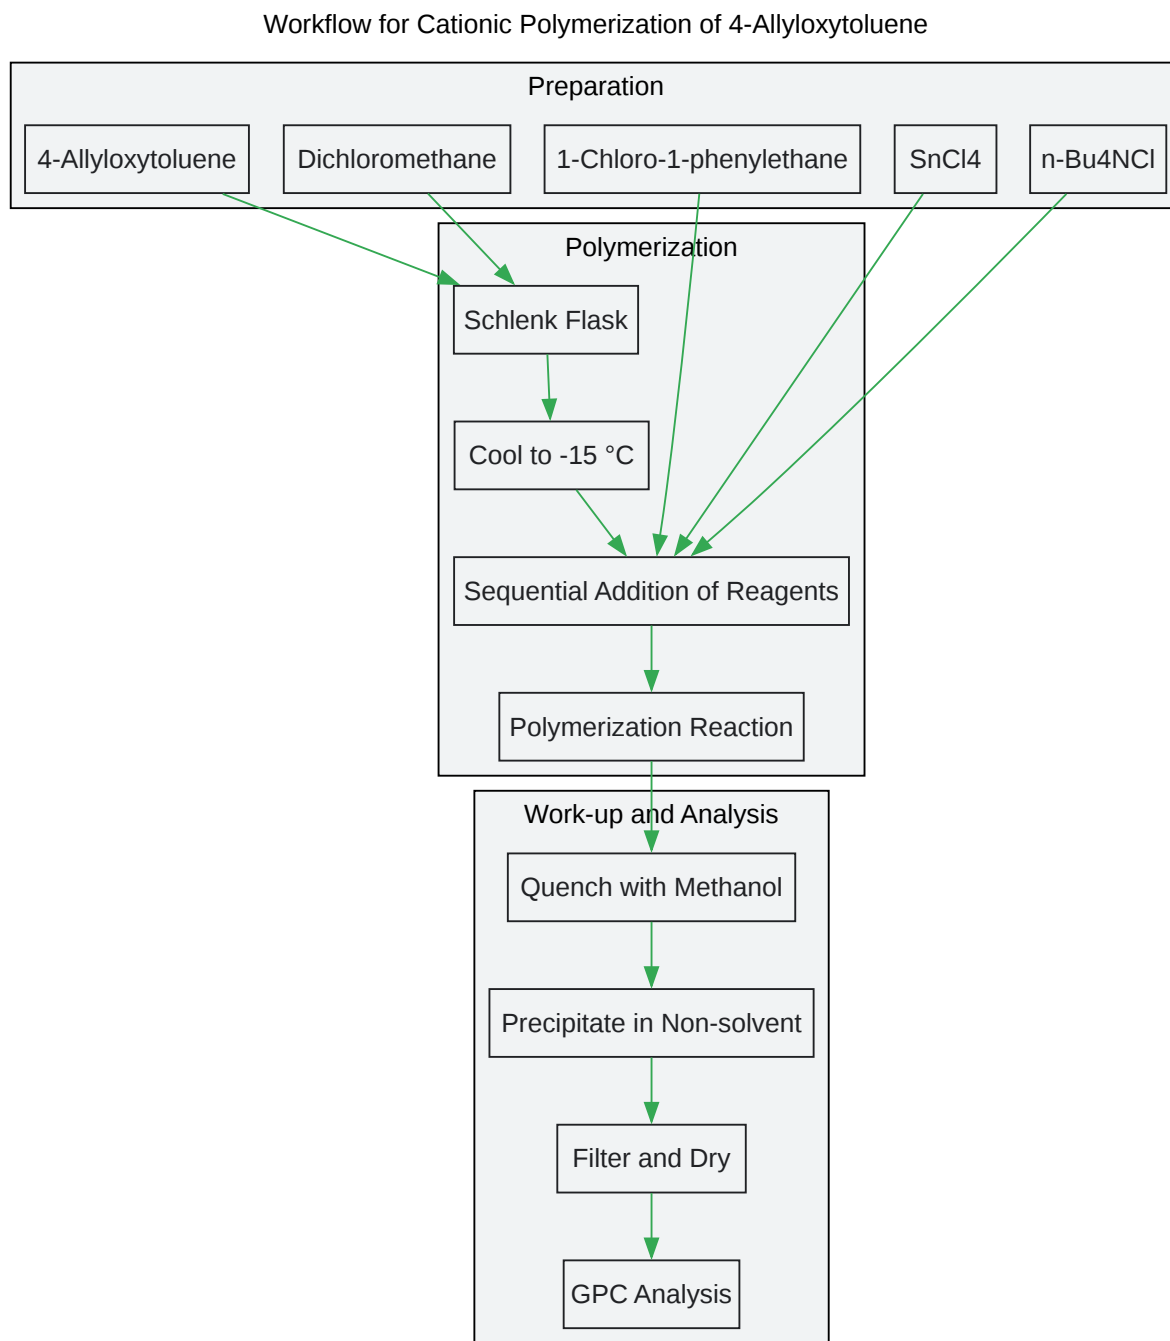 Workflow for Cationic Polymerization of 4-Allyloxytoluene
Preparation
4-Allyloxytoluene
Dichloromethane
1-Chloro-1-phenylethane
SnCl4
n-Bu4NCl
Polymerization
Schlenk Flask
Cool to -15 °C
Sequential Addition of Reagents
Polymerization Reaction
Work-up and Analysis
Quench with Methanol
Precipitate in Non-solvent
Filter and Dry
GPC Analysis